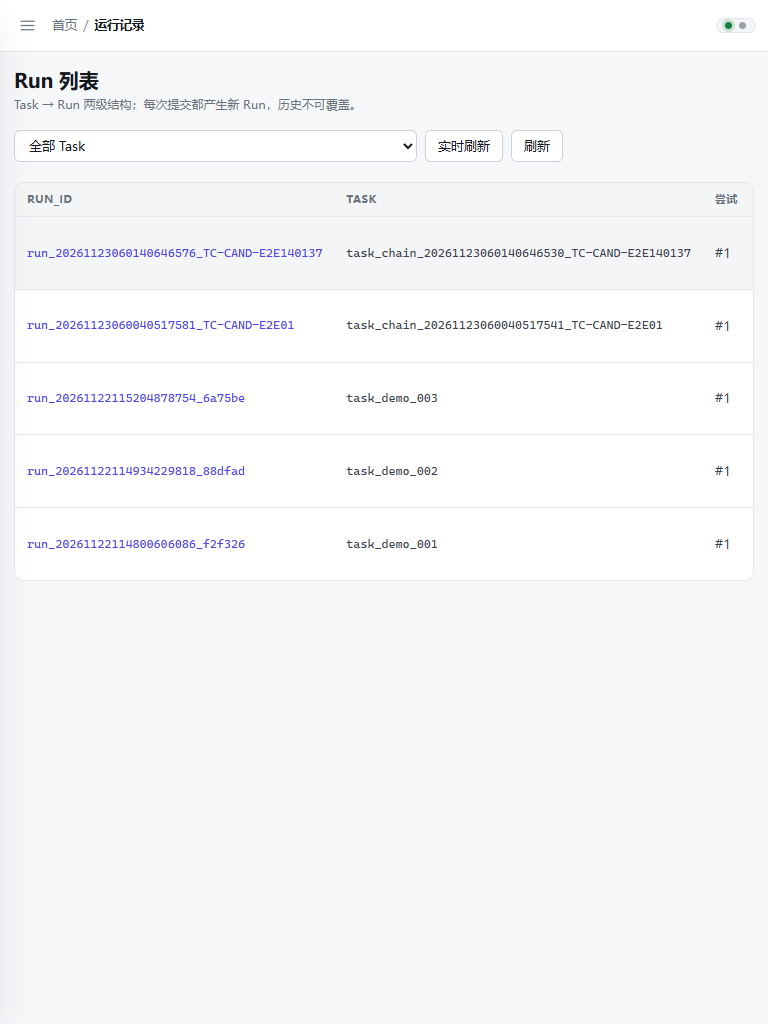 首页 / 运行记录
Run 列表
Task → Run 两级结构；每次提交都产生新 Run，历史不可覆盖。
全部 Task 实时刷新 刷新
RUN_ID TASK 尝试
run_20261123060140646576_TC-CAND-E2E140137 task_chain_20261123060140646530_TC-CAND-E2E140137 #1
run_20261123060040517581_TC-CAND-E2E01 task_chain_20261123060040517541_TC-CAND-E2E01 #1
run_20261122115204878754_6a75be task_demo_003 #1
run_20261122114934229818_88dfad task_demo_002 #1
run_20261122114800606086_f2f326 task_demo_001 #1